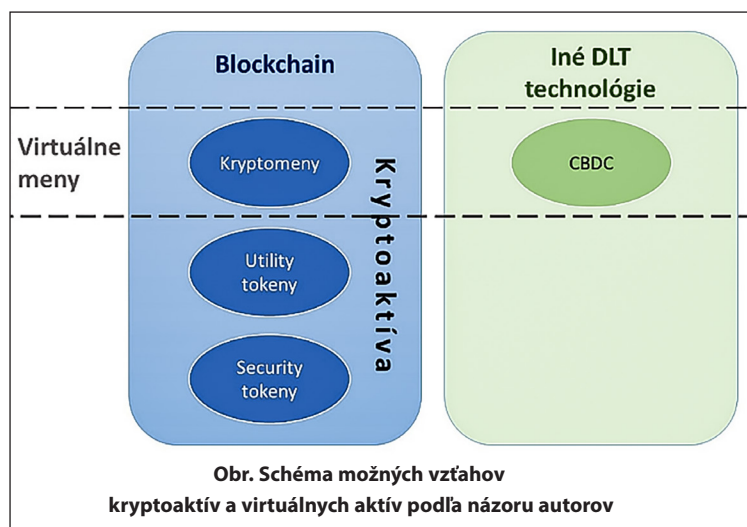 Blockchain
Iné DLT
technológie
Virtuálne
meny
Kryptomeny
Kryptoaktíva
CBDC
Utility
tokeny
Security
tokeny
Obr. Schéma možných vzťahov
kryptoaktív a virtuálnych aktív podľa názoru autorov